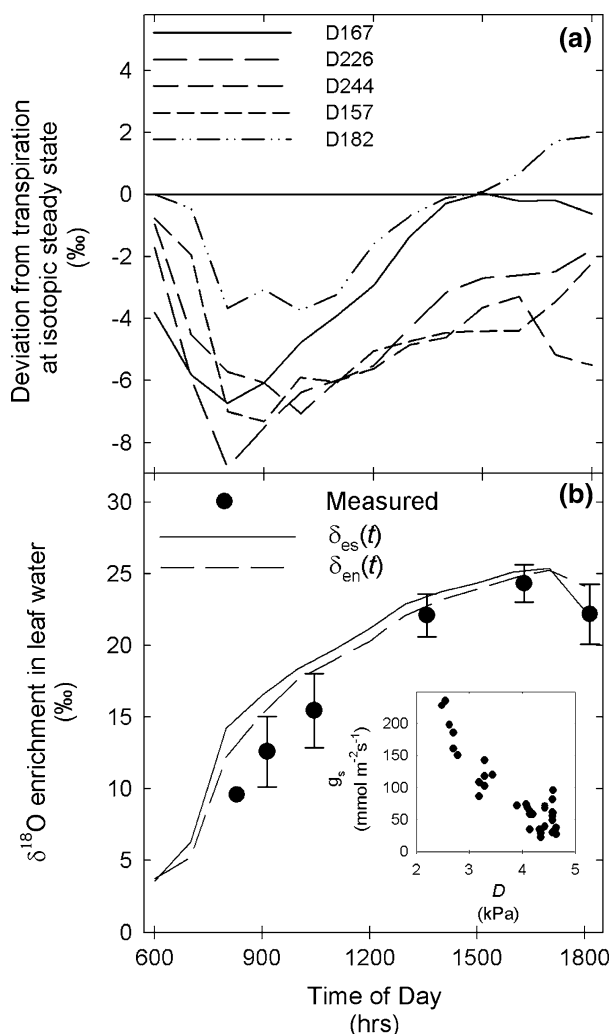 (a)
D167
D226
D244
D157
D182
4
2
0
-2
-4
-6
-8
Deviation from transpiration
at isotopic steady state
(‰)
(b)
Measured
δes(t)
δen(t)
30
25
20
15
10
5
0
δ18O enrichment in leaf water
(‰)
200
150
100
50
0
gs
(mmol m-2s-1)
2 3 4 5
D
(kPa)
600 900 1200 1500 1800
Time of Day
(hrs)